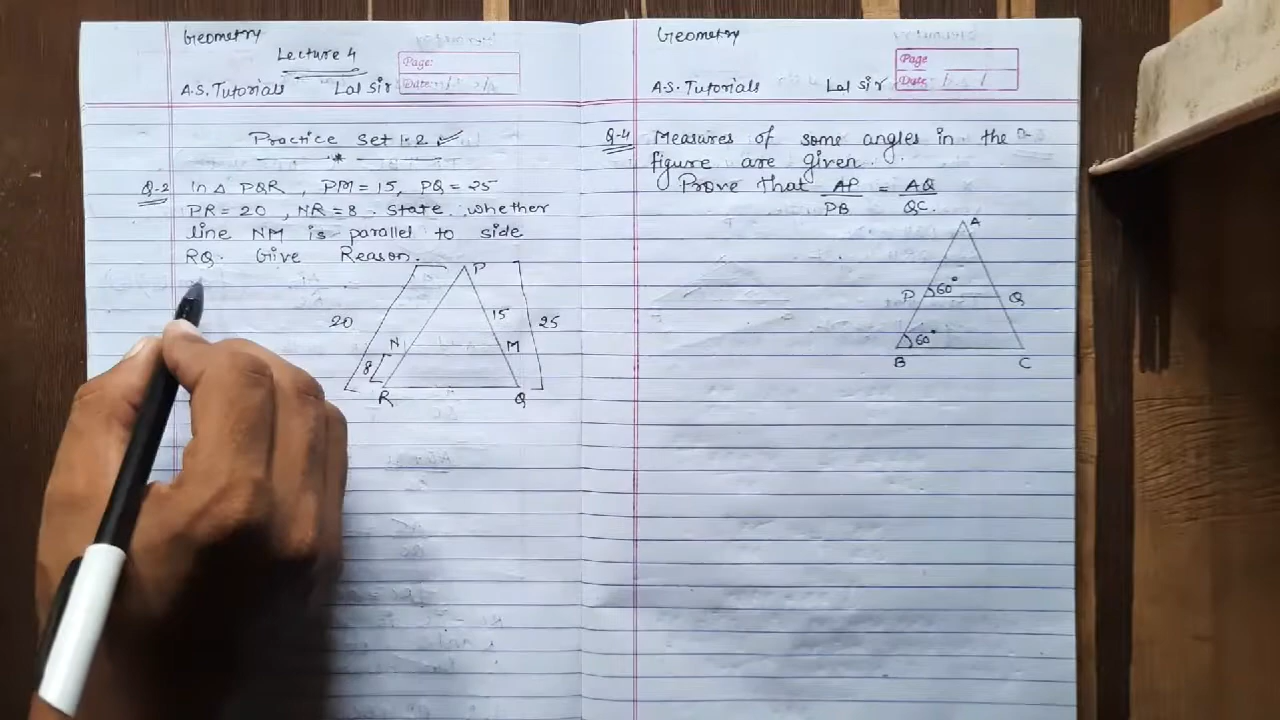 Geometry
Lecture 4
Page:
A.S. Tutorials Lal Sir
Date: / /
Practice Set 1.2 ✓
Q-2 In △ PQR, PM = 15, PQ = 25
PR = 20, NR = 8. State whether
line NM is parallel to side
RQ. Give Reason.
P
20
15
25
N
M
8
R
Q
Geometry
Page
A.S. Tutorials Lal Sir
Date / /
Q-4 Measures of some angles in the
figure are given.
Prove that AP/PB = AQ/QC.
A
P 60° Q
60°
B
C